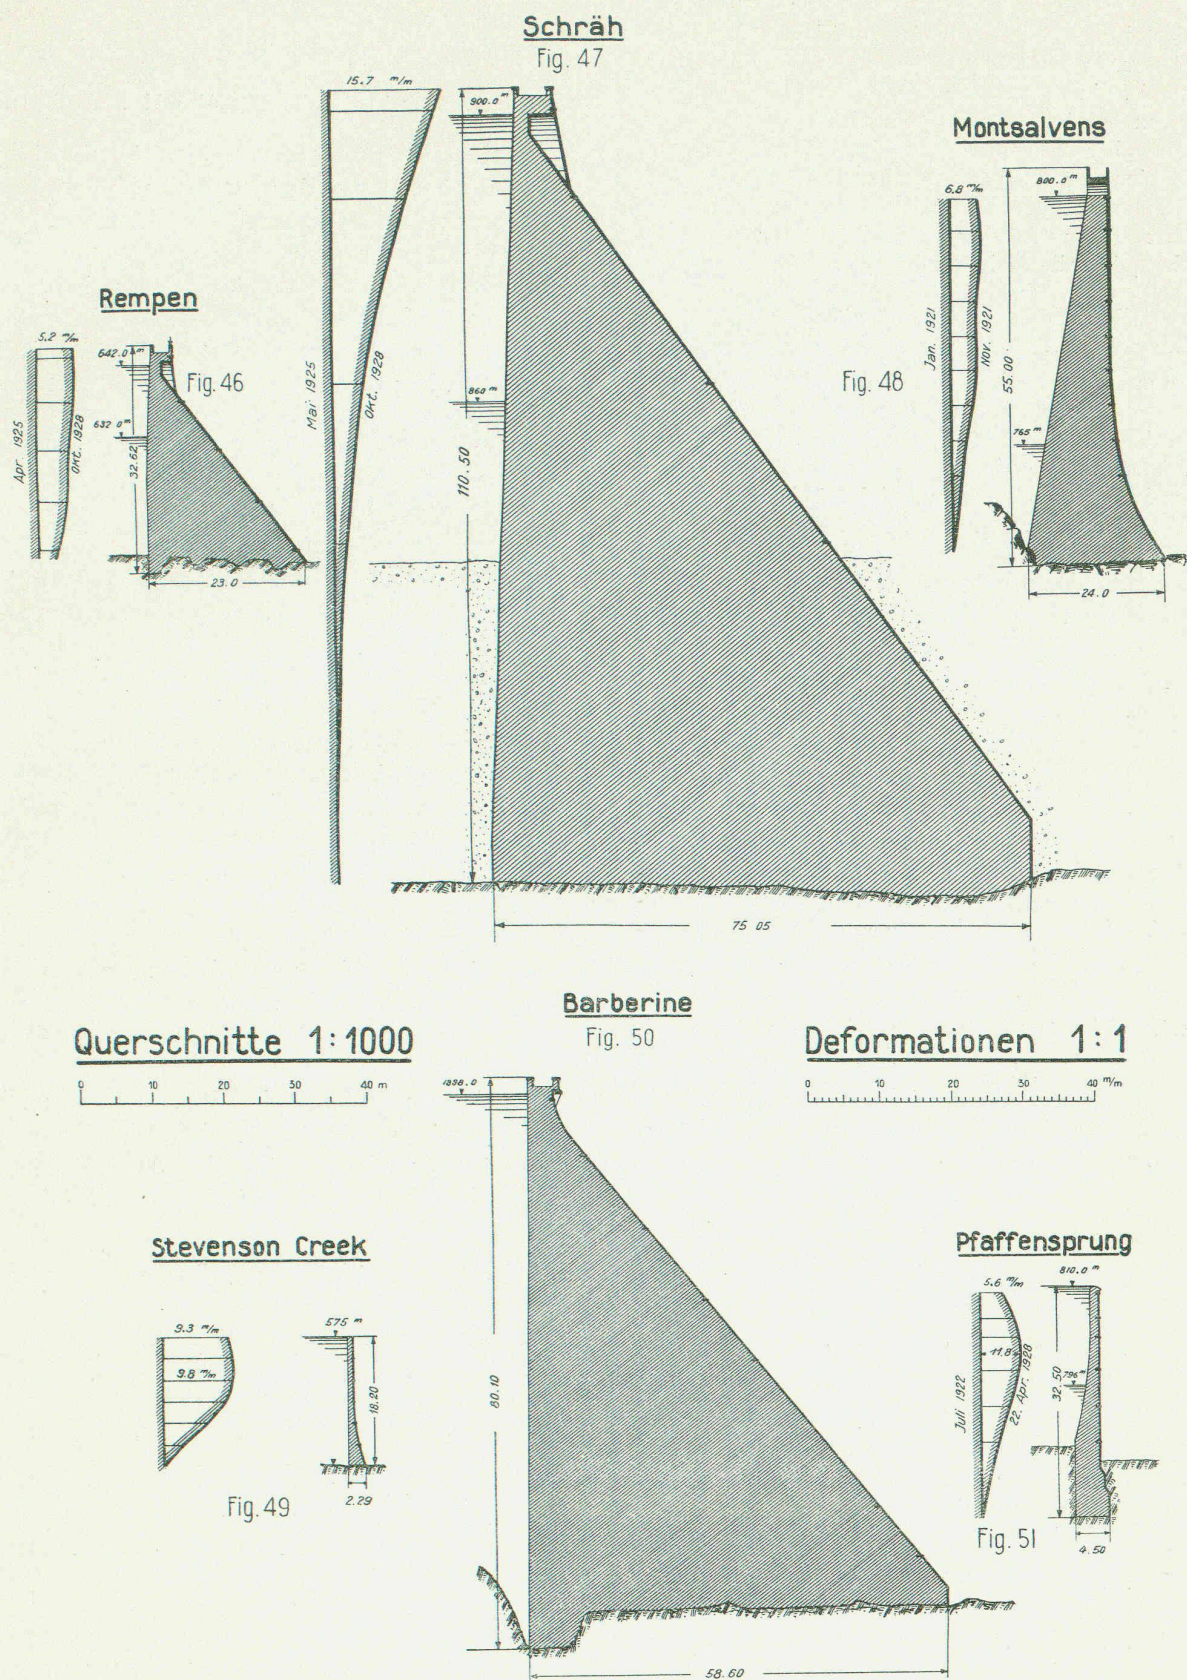 Schräh
Fig. 47
15.7 m/m
900.0 m
860 m
110.50
Mai 1925
Okt. 1928
75 05
Montsalvens
6.8 m/m
800.0 m
Jan. 1921
Nov. 1921
55.00
765 m
Fig. 48
24.0
Rempen
5.2 m/m
642.0 m
Fig. 46
632 0 m
Apr. 1925
Okt. 1928
32.62
23.0
Querschnitte 1:1000
0 10 20 30 40 m
Barberine
Fig. 50
Deformationen 1:1
0 10 20 30 40 m/m
80.10
58.60
Stevenson Creek
9.3 m/m
9.8 m/m
575 m
18.20
2.29
Fig. 49
Pfaffensprung
5.6 m/m
810.0 m
11.8
796 m
Juli 1922
22. Apr. 1928
32.50
Fig. 51
4.50